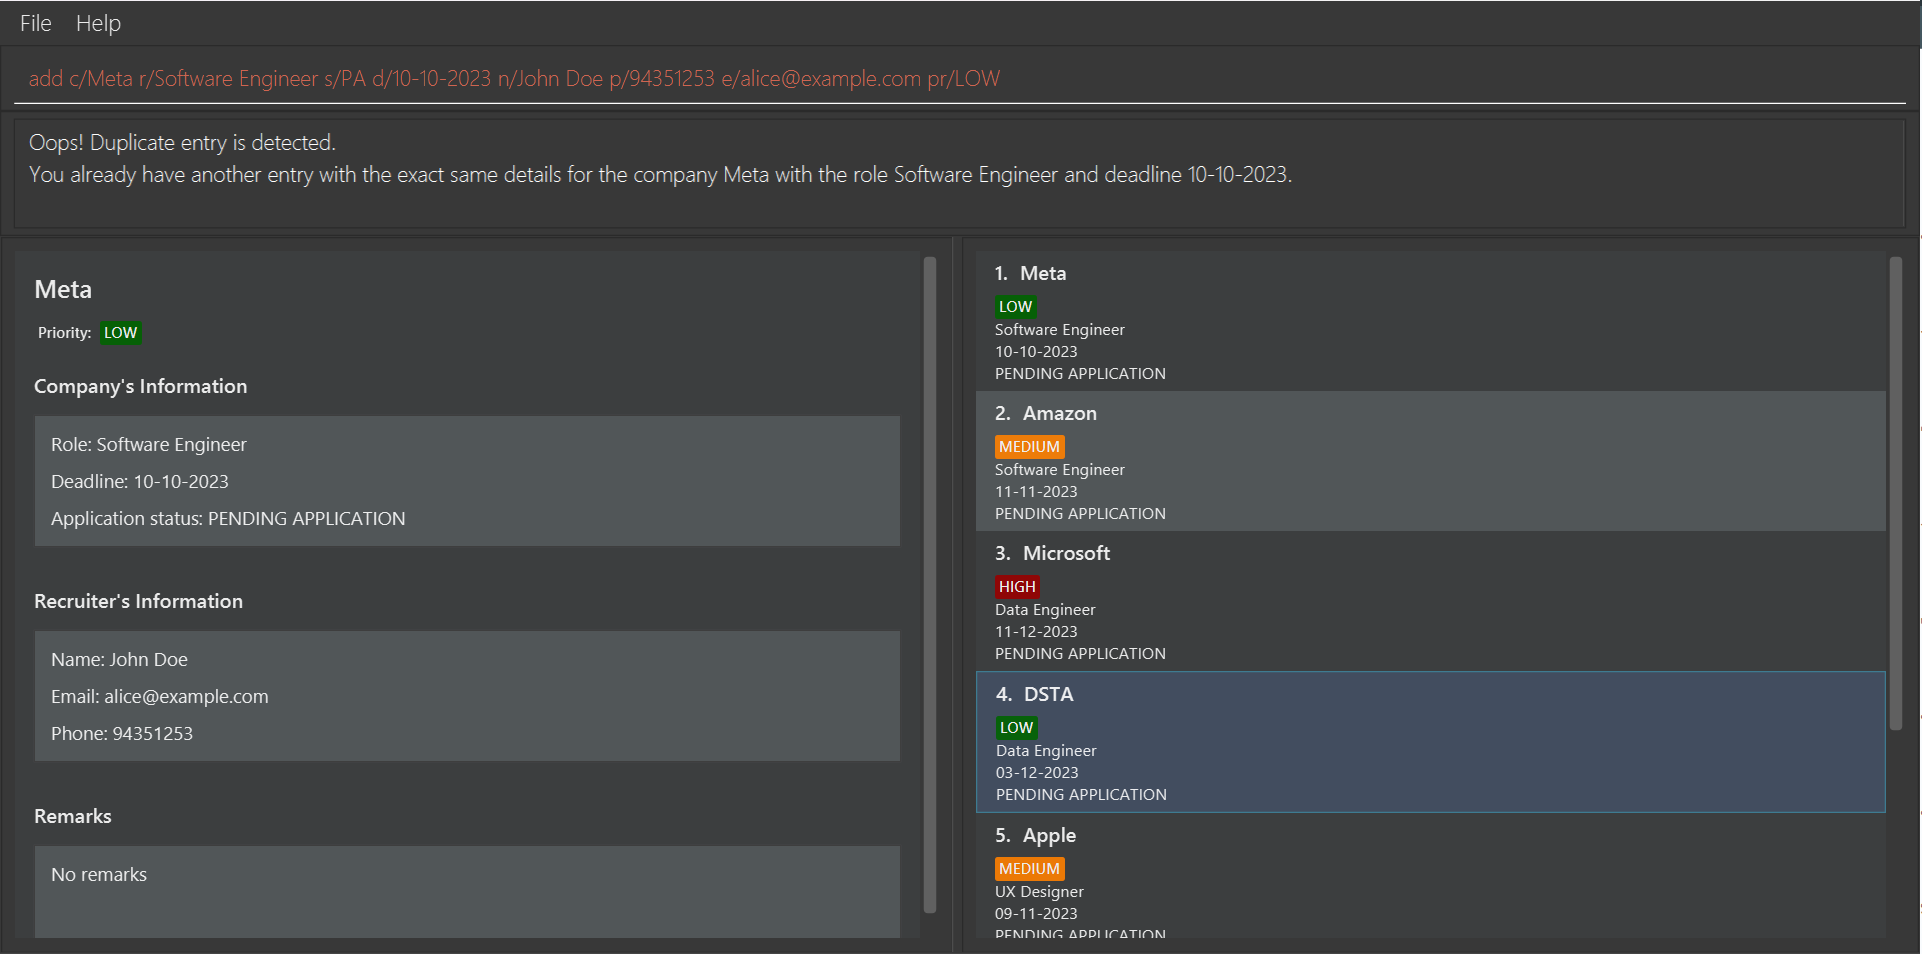 File Help
add c/Meta r/Software Engineer s/PA d/10-10-2023 n/John Doe p/94351253 e/alice@example.com pr/LOW
Oops! Duplicate entry is detected.
You already have another entry with the exact same details for the company Meta with the role Software Engineer and deadline 10-10-2023.
Meta
Priority: LOW
Company's Information
Role: Software Engineer
Deadline: 10-10-2023
Application status: PENDING APPLICATION
Recruiter's Information
Name: John Doe
Email: alice@example.com
Phone: 94351253
Remarks
No remarks
1. Meta
LOW
Software Engineer
10-10-2023
PENDING APPLICATION
2. Amazon
MEDIUM
Software Engineer
11-11-2023
PENDING APPLICATION
3. Microsoft
HIGH
Data Engineer
11-12-2023
PENDING APPLICATION
4. DSTA
LOW
Data Engineer
03-12-2023
PENDING APPLICATION
5. Apple
MEDIUM
UX Designer
09-11-2023
PENDING APPLICATION